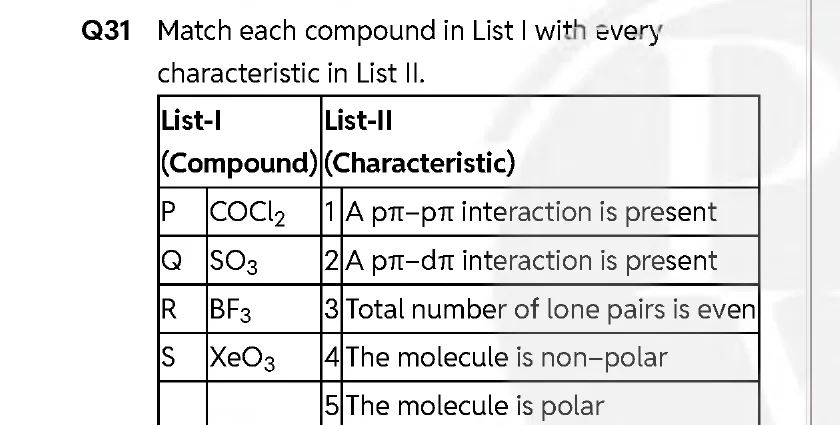 Q31 Match each compound in List I with every
characteristic in List II.
List-I List-II
(Compound) (Characteristic)
P COCl₂ 1 A pπ–pπ interaction is present
Q SO₃ 2 A pπ–dπ interaction is present
R BF₃ 3 Total number of lone pairs is even
S XeO₃ 4 The molecule is non–polar
5 The molecule is polar